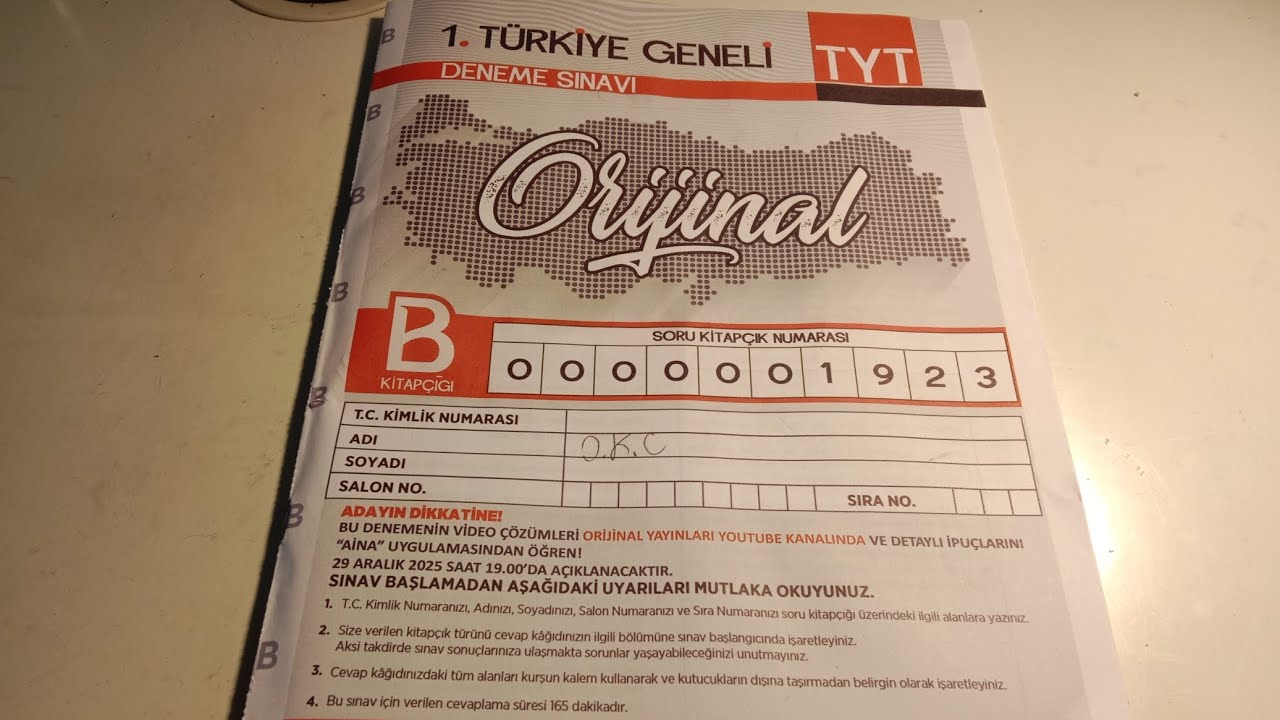 1. TÜRKİYE GENELİ
TYT
DENEME SINAVI
Orijinal
B
KİTAPÇIĞI
SORU KİTAPÇIK NUMARASI
0 0 0 0 0 0 1 9 2 3
T.C. KİMLİK NUMARASI
ADI
O.K.C
SOYADI
SALON NO.
SIRA NO.
ADAYIN DİKKATİNE!
BU DENEMENİN VİDEO ÇÖZÜMLERİ ORİJİNAL YAYINLARI YOUTUBE KANALINDA VE DETAYLI İPUÇLARINI
“AİNA” UYGULAMASINDAN ÖĞREN!
29 ARALIK 2025 SAAT 19.00’DA AÇIKLANACAKTIR.
SINAV BAŞLAMADAN AŞAĞIDAKİ UYARILARI MUTLAKA OKUYUNUZ.
1. T.C. Kimlik Numaranızı, Adınızı, Soyadınızı, Salon Numaranızı ve Sıra Numaranızı soru kitapçığı üzerindeki ilgili alanlara yazınız.
2. Size verilen kitapçık türünü cevap kâğıdınızın ilgili bölümüne sınav başlangıcında işaretleyiniz.
Aksi takdirde sınav sonuçlarınıza ulaşmakta sorunlar yaşayabileceğinizi unutmayınız.
3. Cevap kâğıdınızdaki tüm alanları kurşun kalem kullanarak ve kutucukların dışına taşırmadan belirgin olarak işaretleyiniz.
4. Bu sınav için verilen cevaplama süresi 165 dakikadır.
B
B
B
B
B
B
B